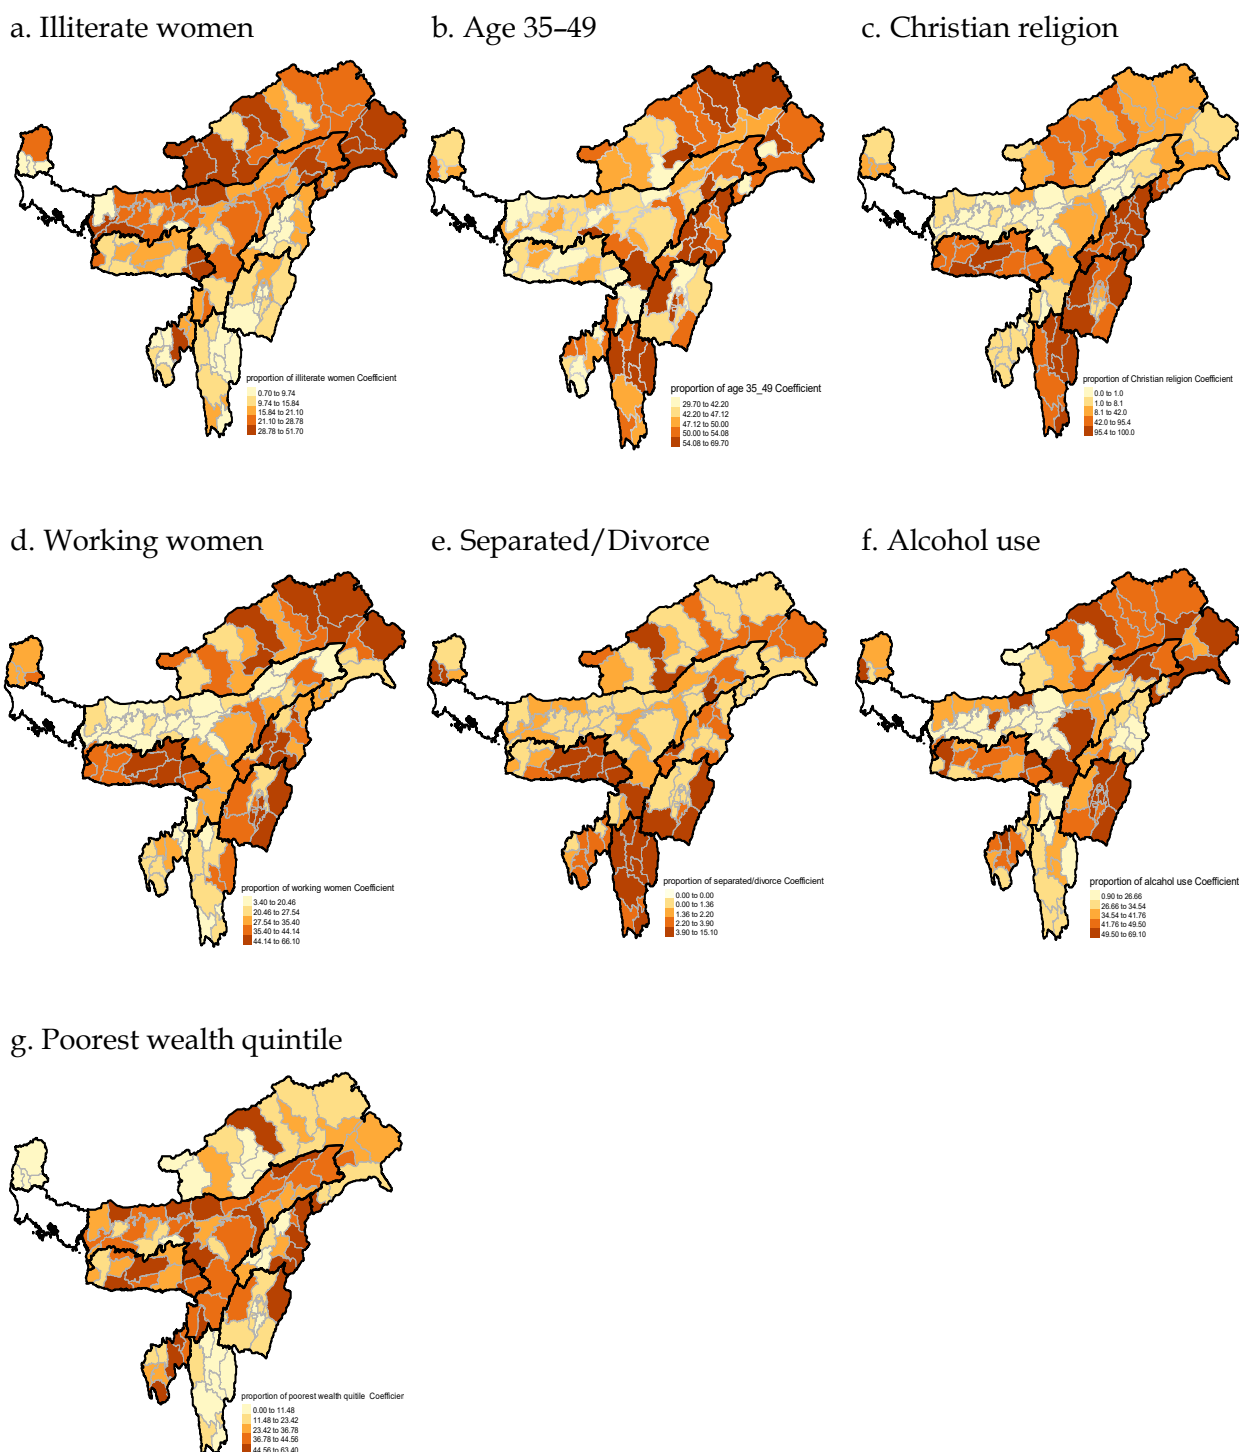 a. Illiterate women
b. Age 35–49
c. Christian religion
proportion of illiterate women Coefficient
0.70 to 9.74
9.74 to 15.84
15.84 to 21.10
21.10 to 28.78
28.78 to 51.70
proportion of age 35_49 Coefficient
29.70 to 42.20
42.20 to 47.12
47.12 to 50.00
50.00 to 54.08
54.08 to 69.70
proportion of Christian religion Coefficient
0.0 to 1.0
1.0 to 8.1
8.1 to 42.0
42.0 to 95.4
95.4 to 100.0
d. Working women
e. Separated/Divorce
f. Alcohol use
proportion of working women Coefficient
3.40 to 20.46
20.46 to 27.54
27.54 to 35.40
35.40 to 44.14
44.14 to 66.10
proportion of separated/divorce Coefficient
0.00 to 0.00
0.00 to 1.36
1.36 to 2.20
2.20 to 3.90
3.90 to 15.10
proportion of alcahol use Coefficient
0.90 to 26.66
26.66 to 34.54
34.54 to 41.76
41.76 to 49.50
49.50 to 69.10
g. Poorest wealth quintile
proportion of poorest wealth quitile Coefficier
0.00 to 11.48
11.48 to 23.42
23.42 to 36.78
36.78 to 44.56
44.56 to 63.40